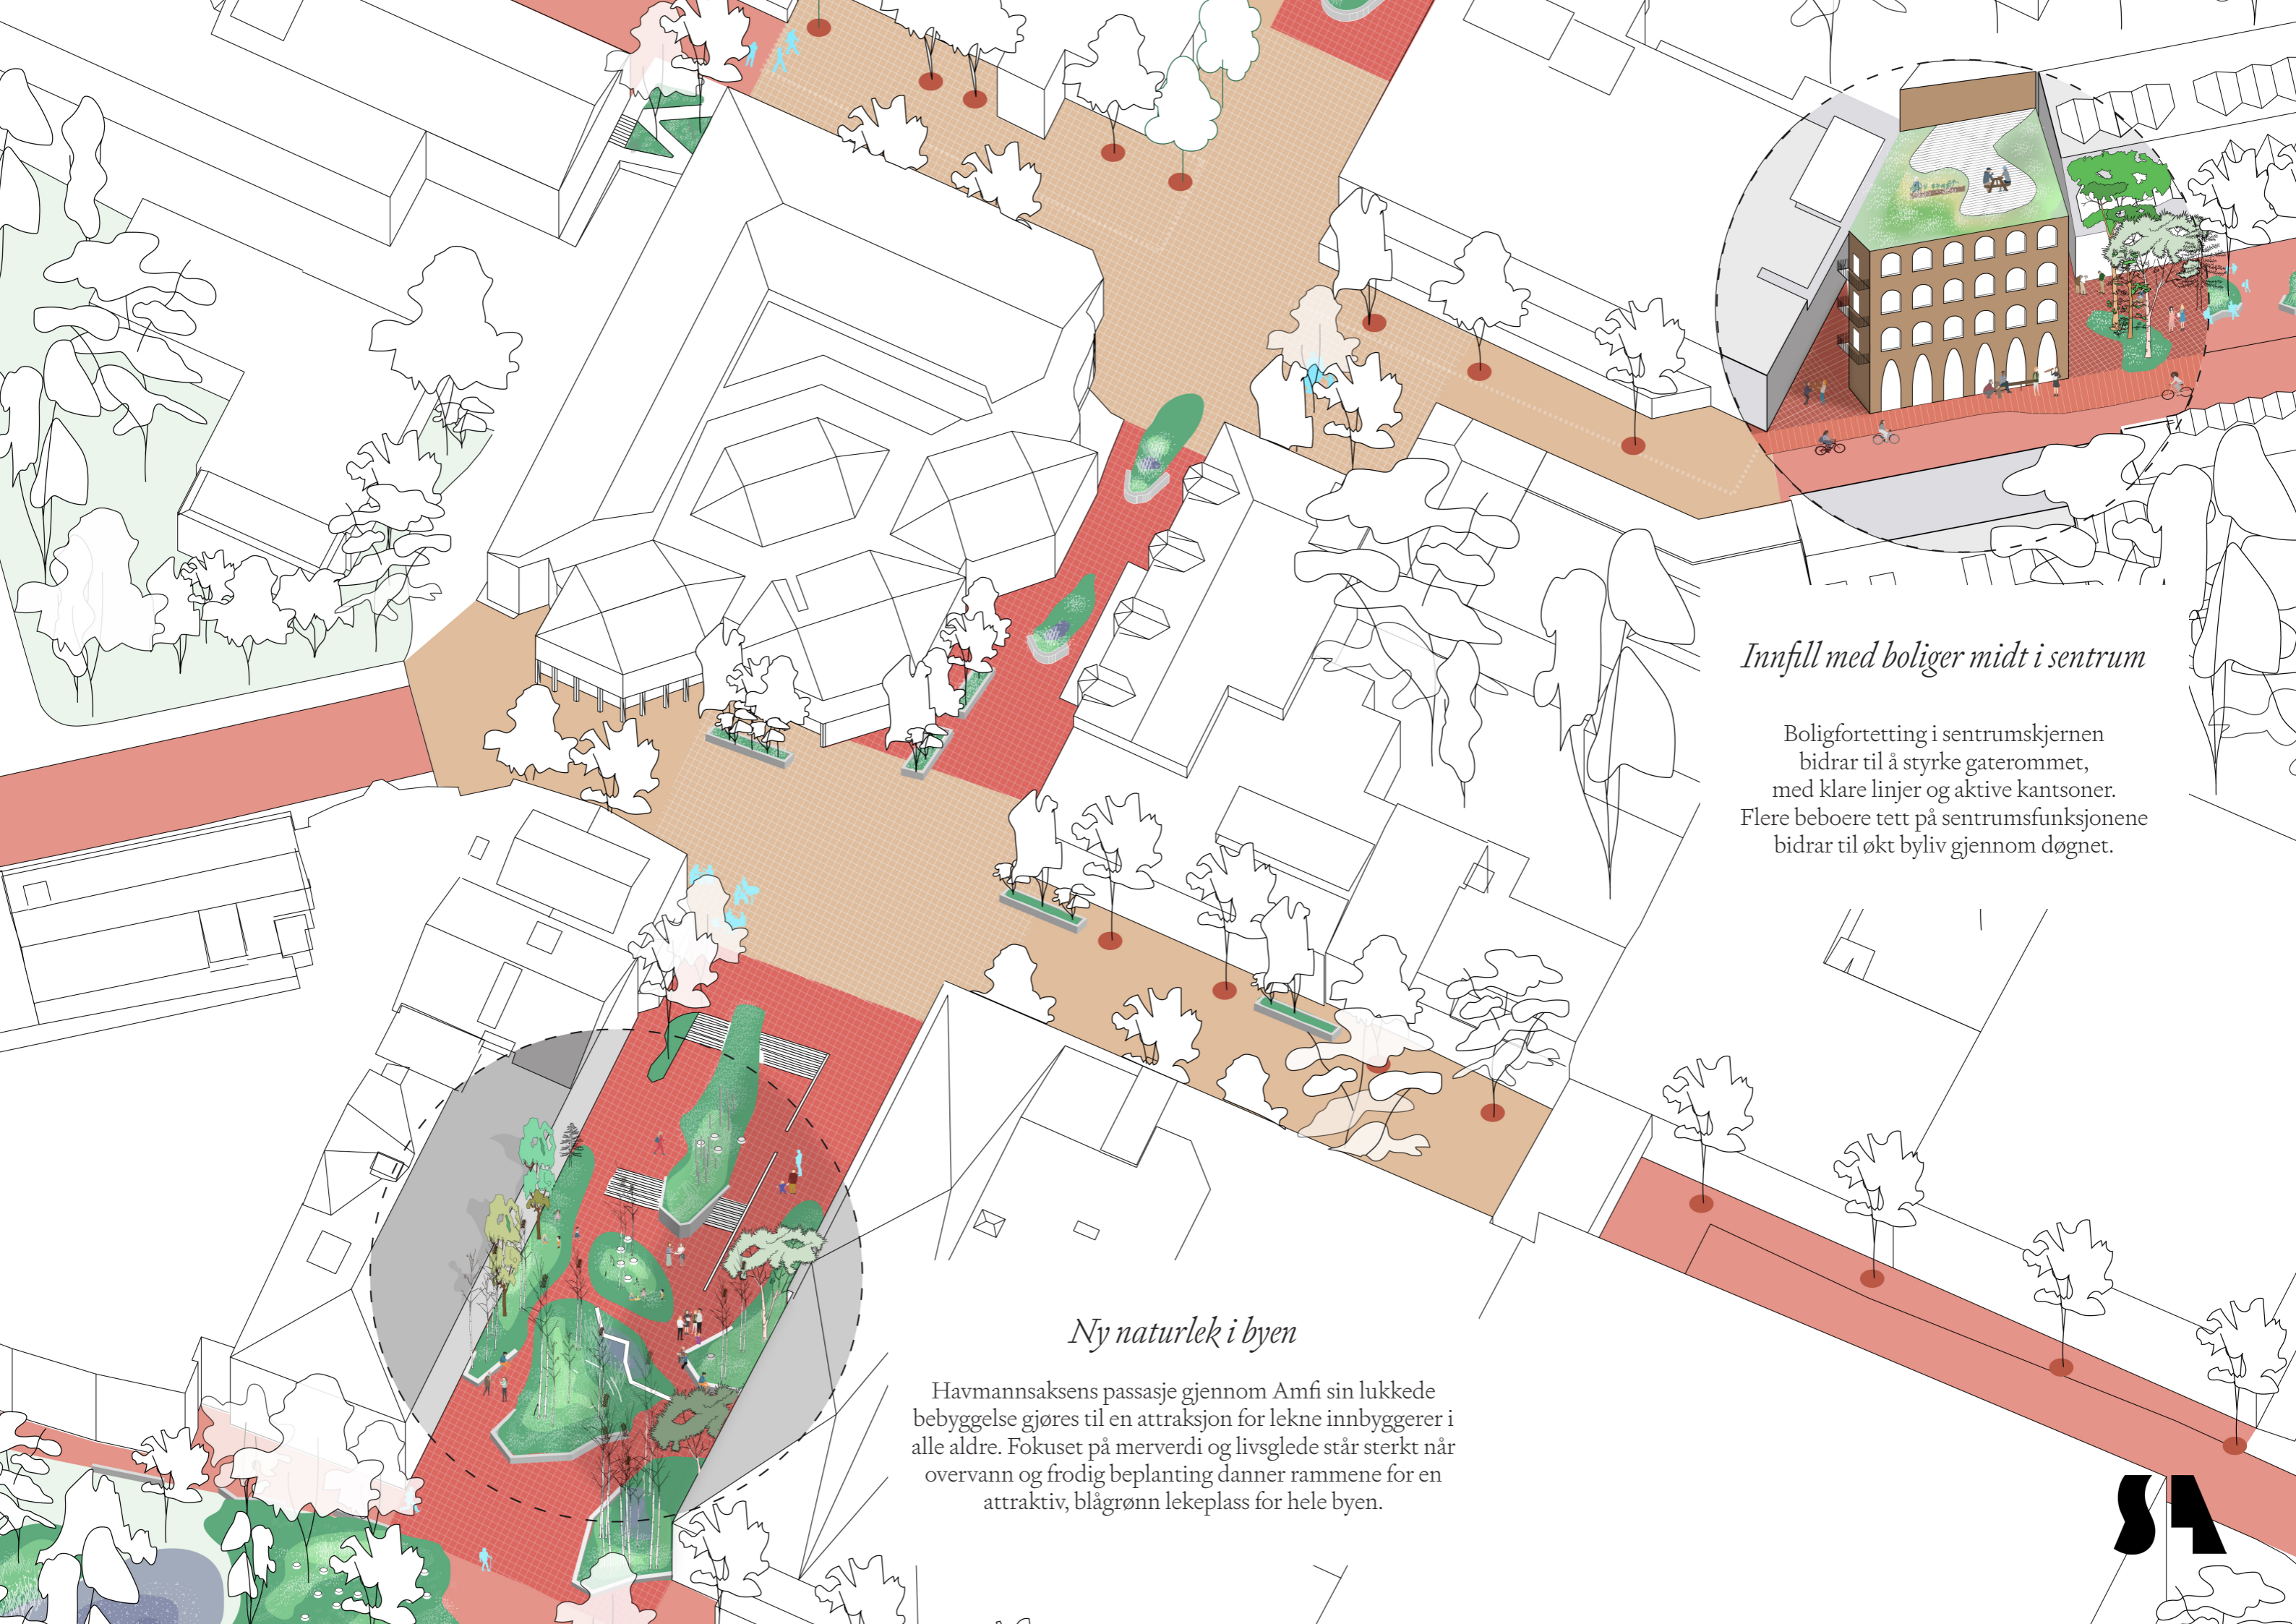 Innfill med boliger midt i sentrum
Boligfortetting i sentrumskjernen
bidrar til å styrke gaterommet,
med klare linjer og aktive kantsoner.
Flere beboere tett på sentrumsfunksjonene
bidrar til økt byliv gjennom døgnet.
Ny naturlek i byen
Havmannsaksens passasje gjennom Amfi sin lukkede
bebyggelse gjøres til en attraksjon for lekne innbyggerer i
alle aldre. Fokuset på merverdi og livsglede står sterkt når
overvann og frodig beplanting danner rammene for en
attraktiv, blågrønn lekeplass for hele byen.
SLA